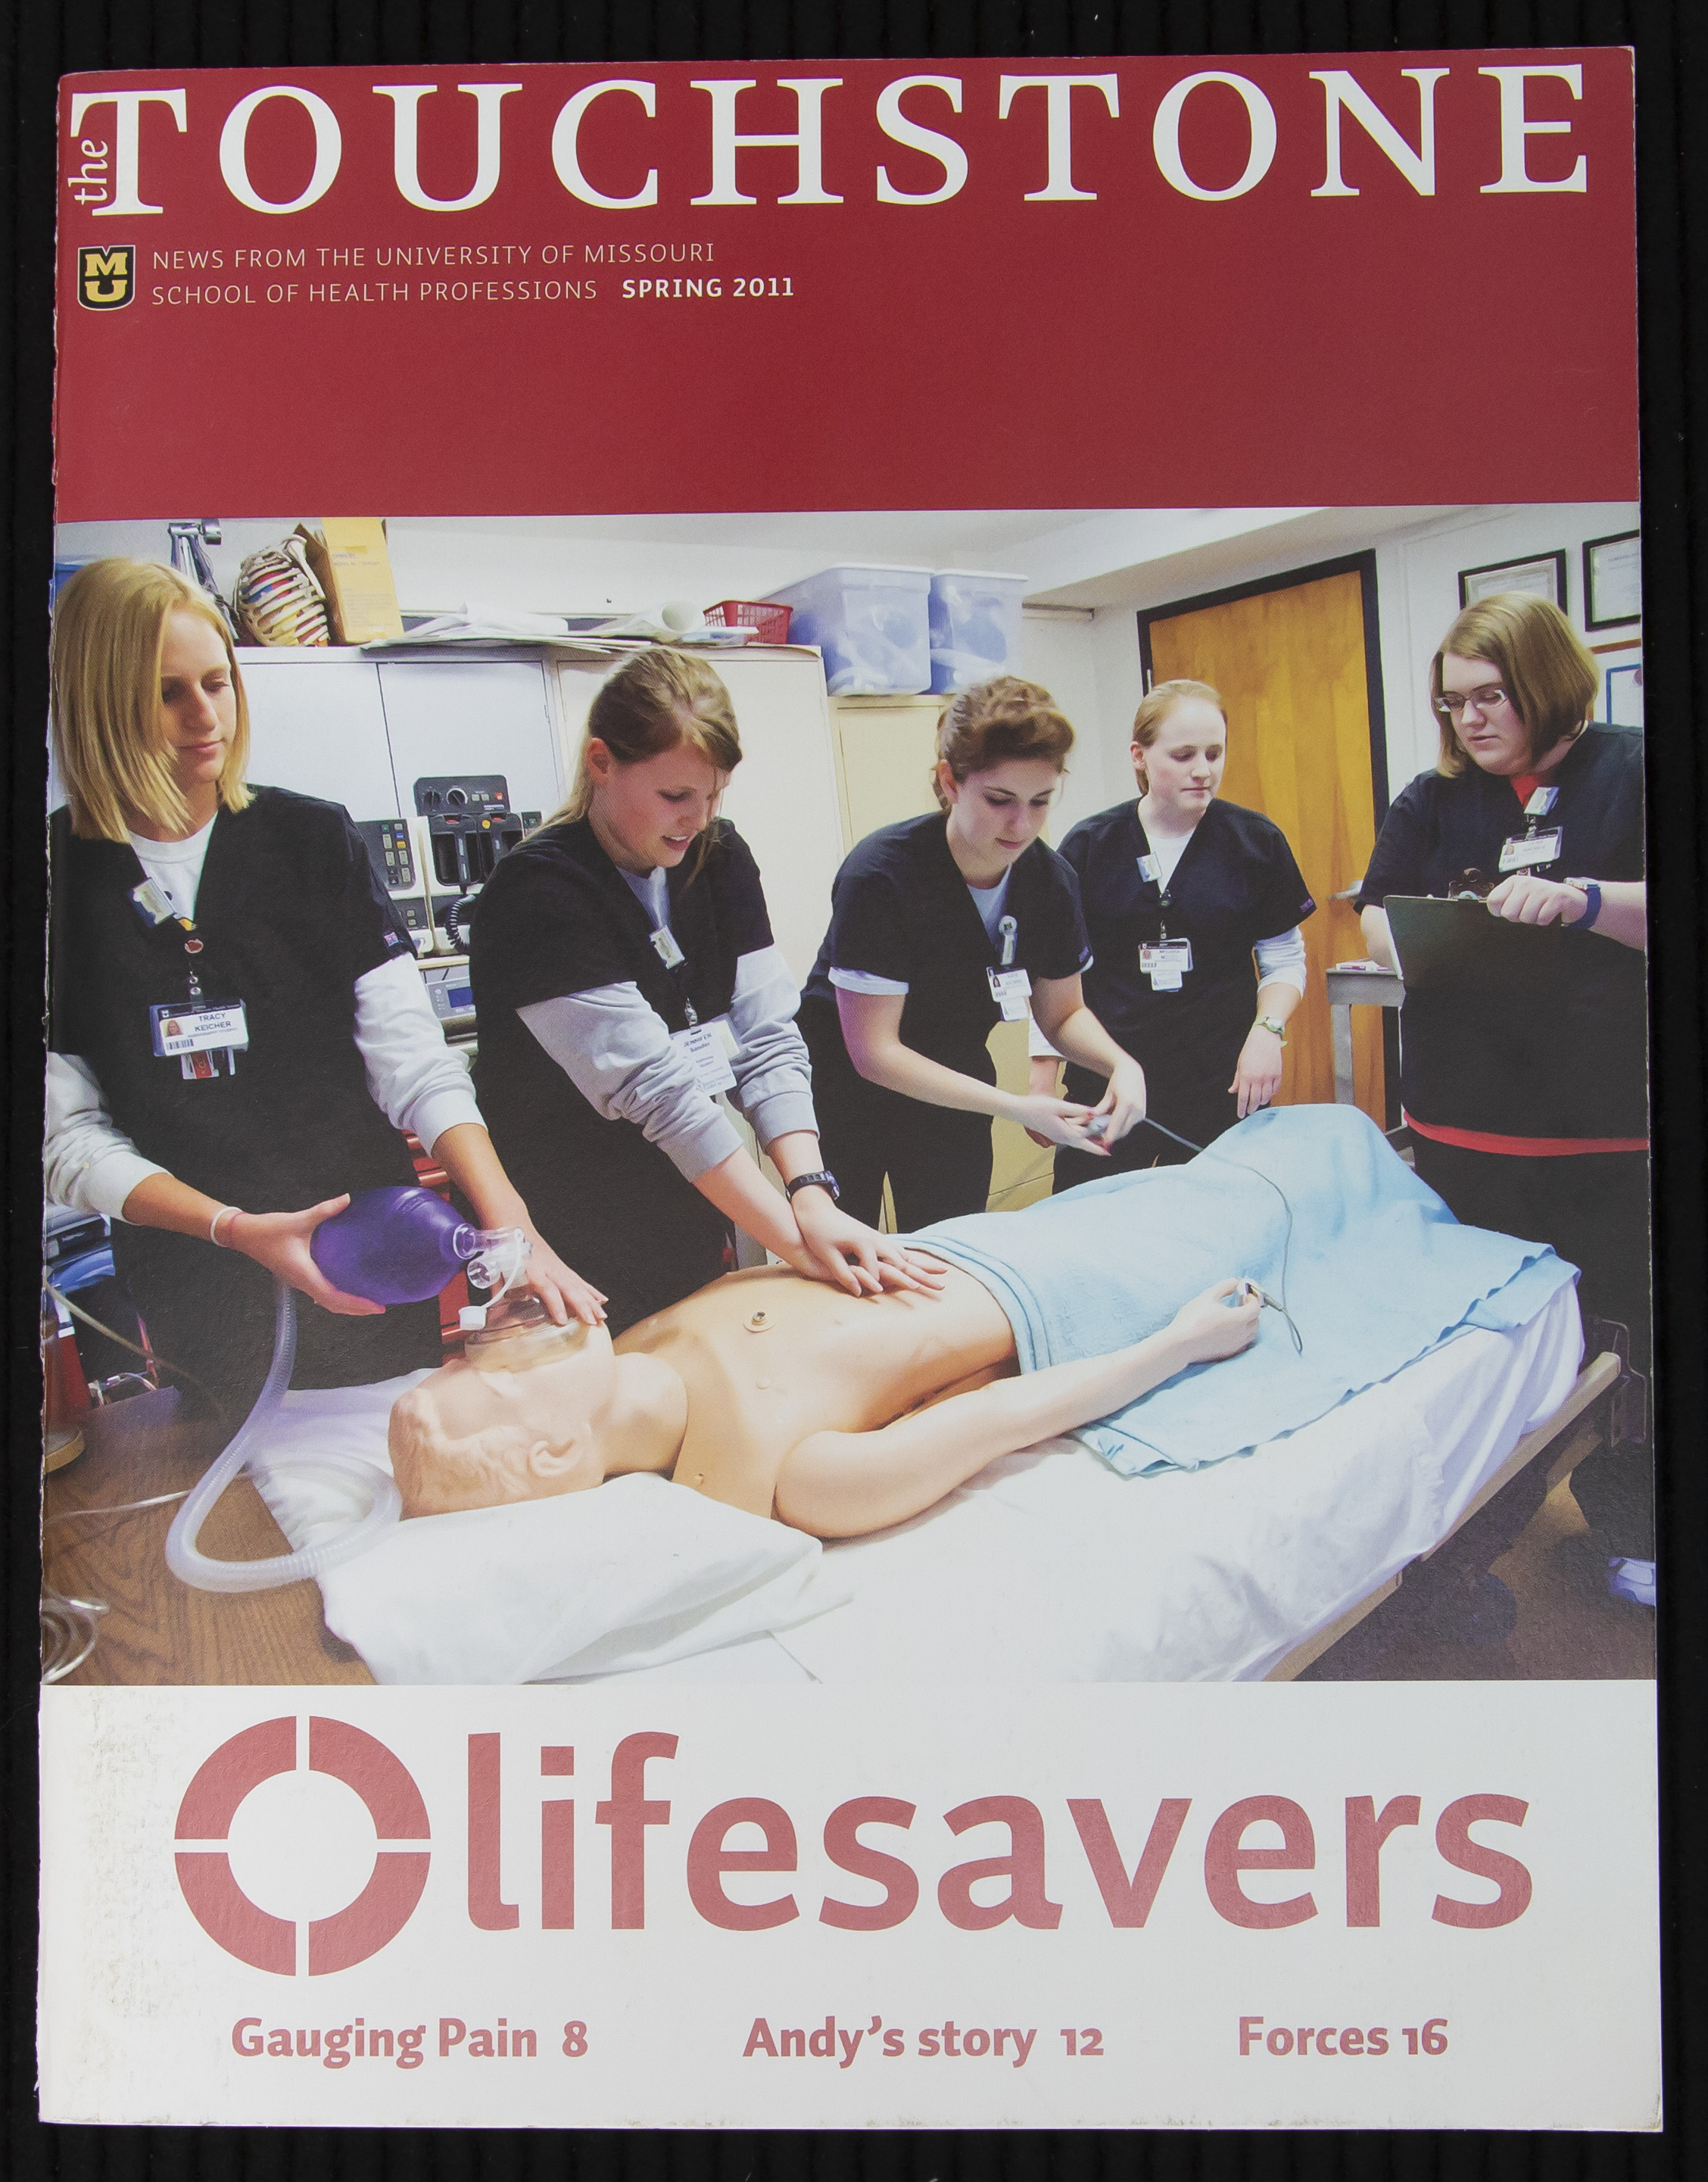 the TOUCHSTONE
MU
NEWS FROM THE UNIVERSITY OF MISSOURI
SCHOOL OF HEALTH PROFESSIONS SPRING 2011
TRACY
KEICHER
JENNIFER
lifesavers
Gauging Pain 8
Andy's story 12
Forces 16